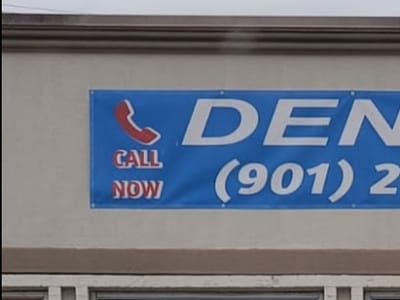 DEN
CALL
NOW
(901) 2